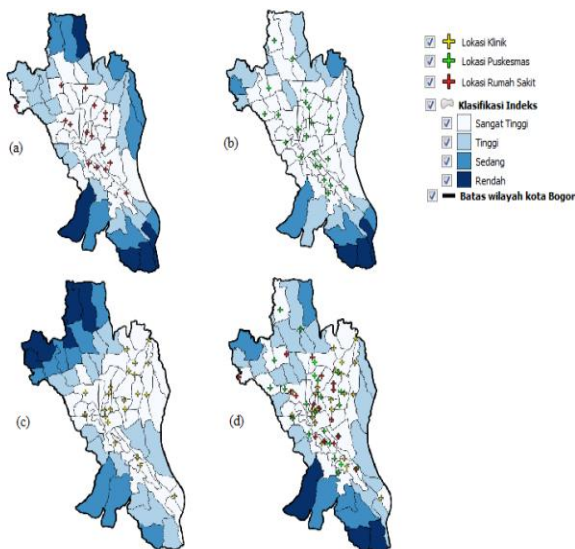 Lokasi Klinik
Lokasi Puskesmas
Lokasi Rumah Sakit
Klasifikasi Indeks
Sangat Tinggi
Tinggi
Sedang
Rendah
Batas wilayah kota Bogor
(a)
(b)
(c)
(d)